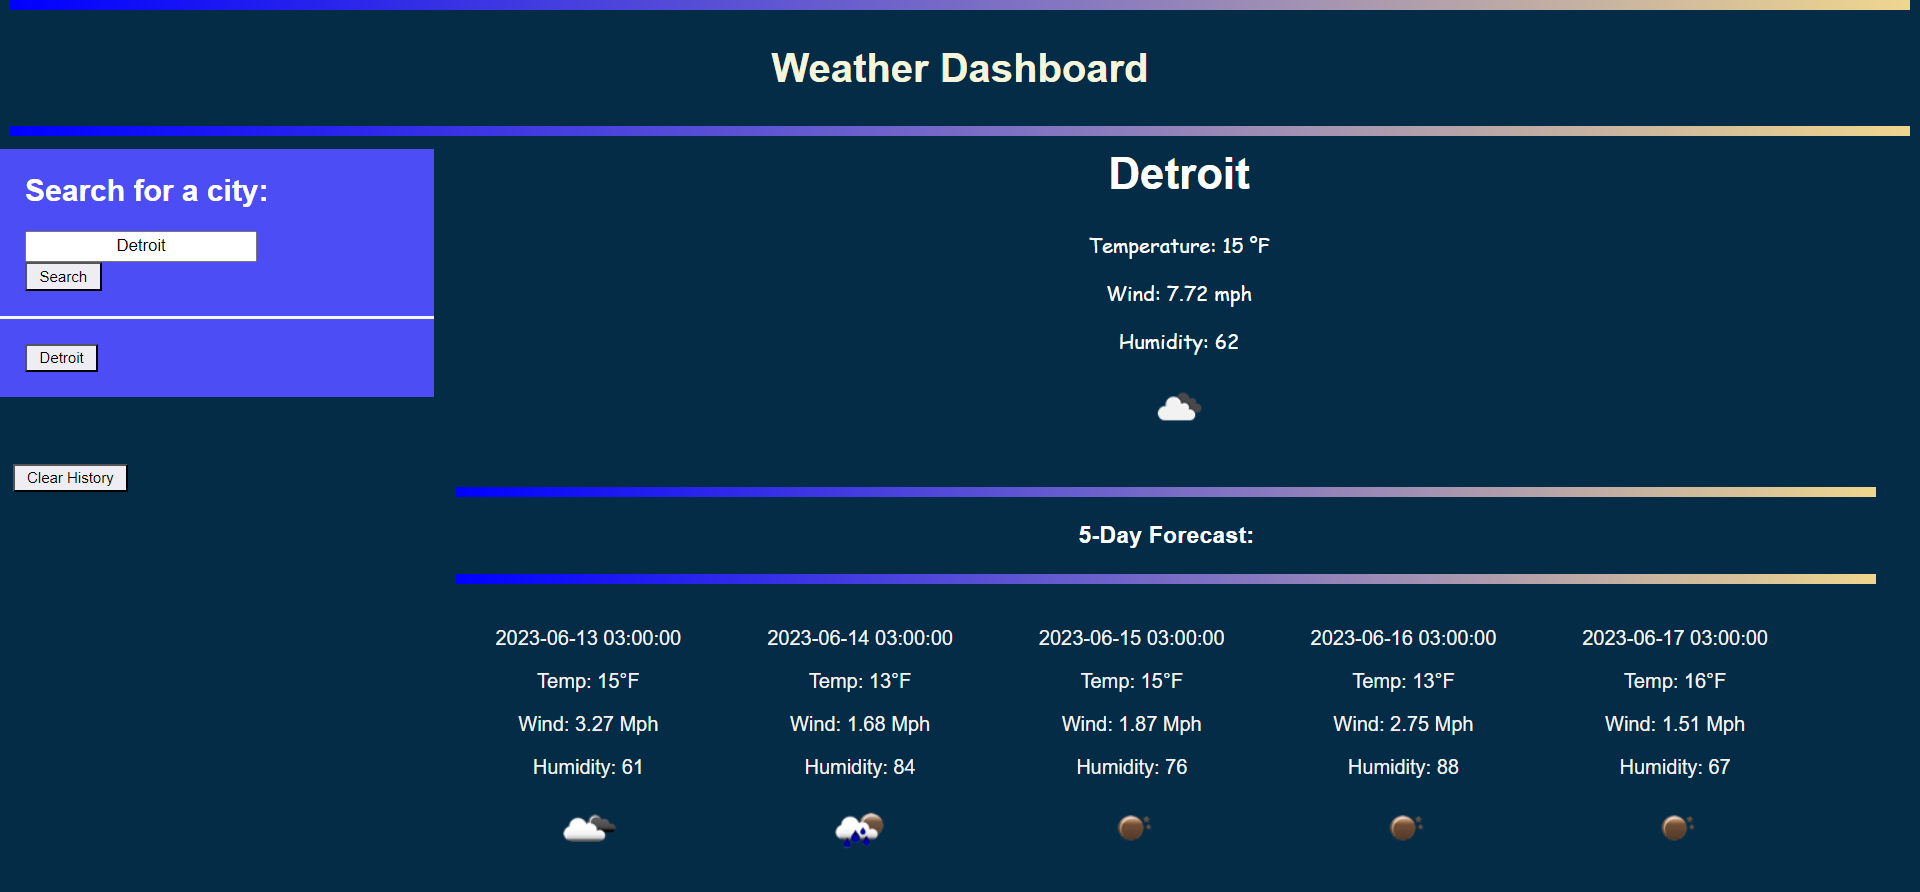 Weather Dashboard
Search for a city:
Detroit
Search
Detroit
Clear History
Detroit
Temperature: 15 °F
Wind: 7.72 mph
Humidity: 62
5-Day Forecast:
2023-06-13 03:00:00
Temp: 15°F
Wind: 3.27 Mph
Humidity: 61
2023-06-14 03:00:00
Temp: 13°F
Wind: 1.68 Mph
Humidity: 84
2023-06-15 03:00:00
Temp: 15°F
Wind: 1.87 Mph
Humidity: 76
2023-06-16 03:00:00
Temp: 13°F
Wind: 2.75 Mph
Humidity: 88
2023-06-17 03:00:00
Temp: 16°F
Wind: 1.51 Mph
Humidity: 67